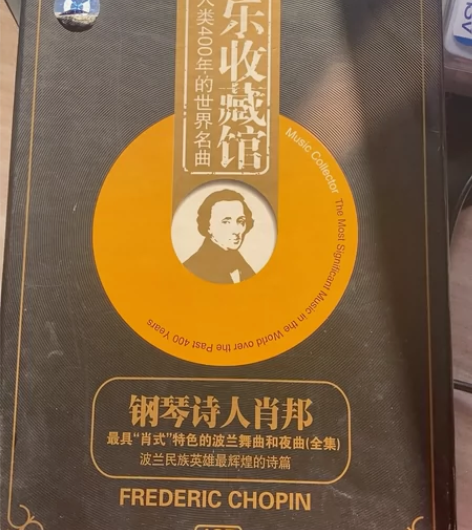 乐收藏馆
人类400年的世界名曲
Music Collector The Most Significant Music in the World over the Past 400 Years
钢琴诗人肖邦
最具“肖式”特色的波兰舞曲和夜曲(全集)
波兰民族英雄最辉煌的诗篇
FREDERIC CHOPIN